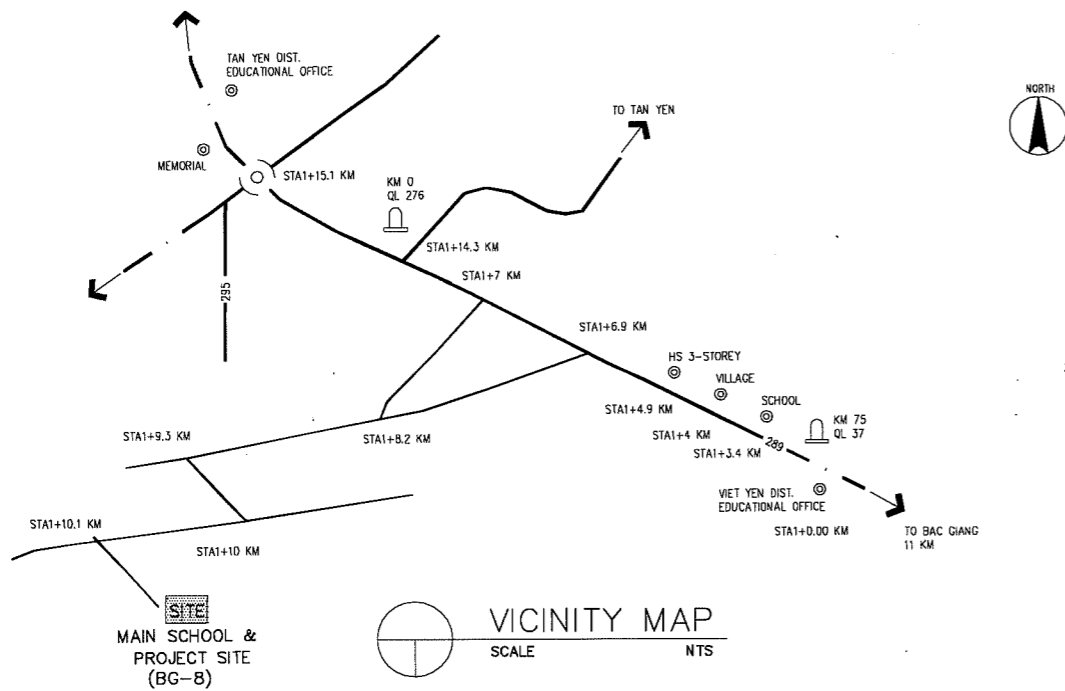 TAN YEN DIST.
EDUCATIONAL OFFICE
NORTH
TO TAN YEN
MEMORIAL
STA1+15.1 KM
KM 0
QL 276
STA1+14.3 KM
STA1+7 KM
295
STA1+6.9 KM
HS 3-STOREY
VILLAGE
SCHOOL
STA1+4.9 KM
KM 75
QL 37
STA1+9.3 KM
STA1+8.2 KM
STA1+4 KM
289
STA1+3.4 KM
VIET YEN DIST.
EDUCATIONAL OFFICE
STA1+0.00 KM
TO BAC GIANG
11 KM
STA1+10.1 KM
STA1+10 KM
SITE
MAIN SCHOOL &
PROJECT SITE
(BG-8)
VICINITY MAP
SCALE NTS